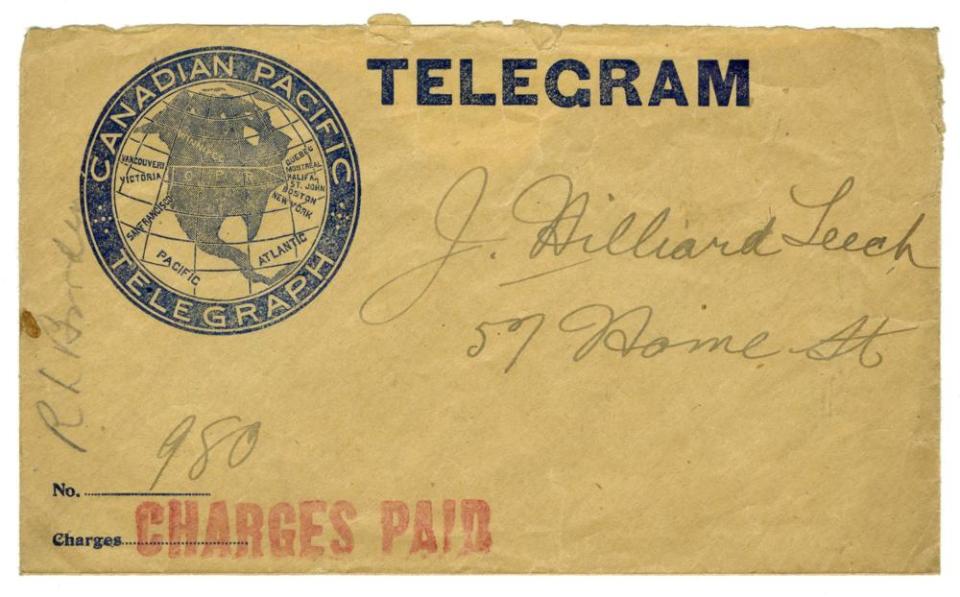 CANADIAN PACIFIC
TELEGRAPH
WINNIPEG
VANCOUVER
VICTORIA
C.P.R.
QUEBEC
MONTREAL
HALIFAX
ST. JOHN
BOSTON
NEW YORK
SAN FRANCISCO
PACIFIC
ATLANTIC
TELEGRAM
J. Hilliard Leech
57 Home St
R L
No. 980
Charges CHARGES PAID